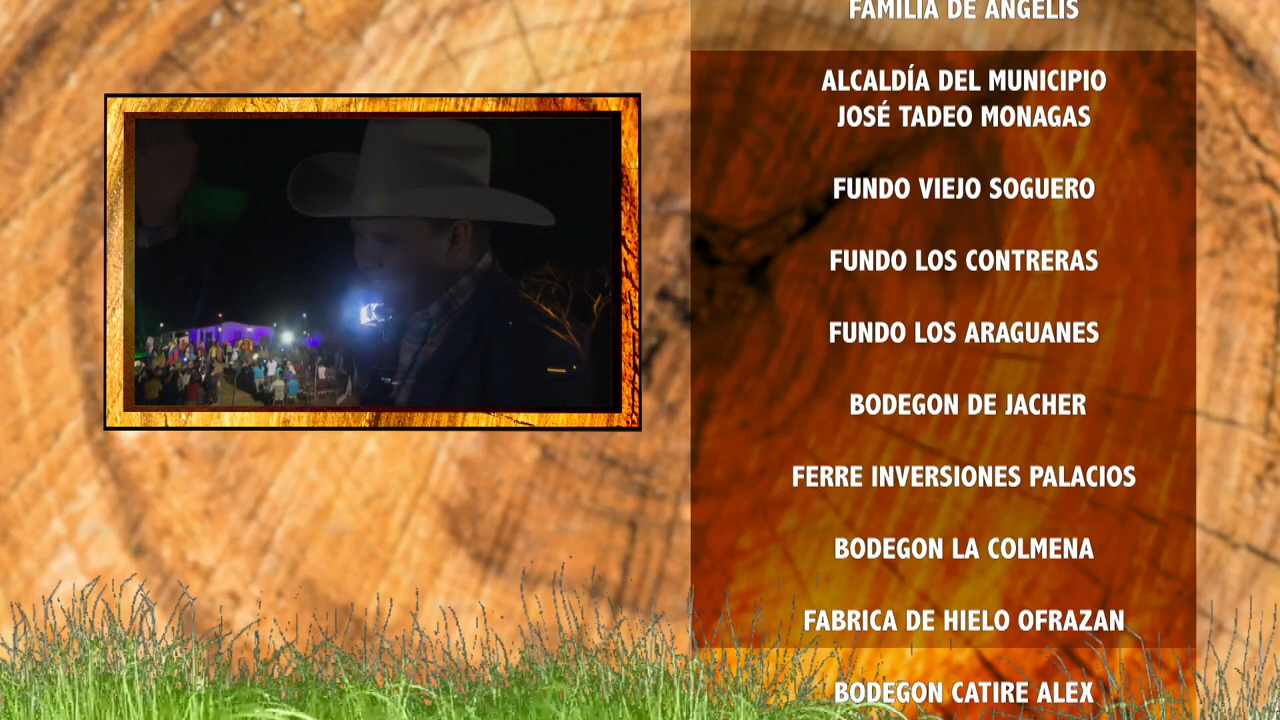 FAMILIA DE ANGELIS
ALCALDÍA DEL MUNICIPIO
JOSÉ TADEO MONAGAS
FUNDO VIEJO SOGUERO
FUNDO LOS CONTRERAS
FUNDO LOS ARAGUANES
BODEGON DE JACHER
FERRE INVERSIONES PALACIOS
BODEGON LA COLMENA
FABRICA DE HIELO OFRAZAN
BODEGON CATIRE ALEX